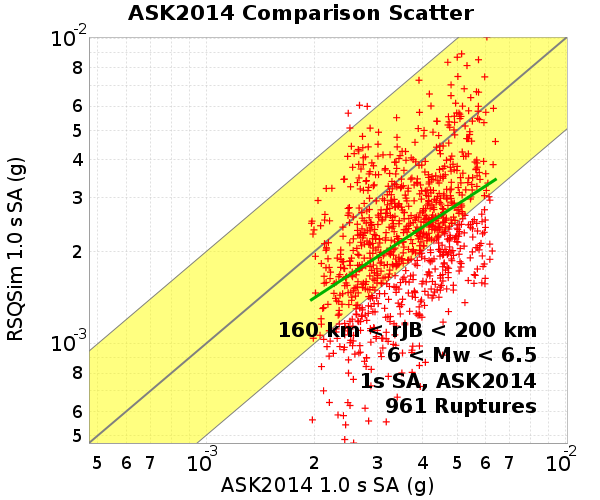 ASK2014 Comparison Scatter
RSQSim 1.0 s SA (g)
10-2
8
6
5
4
3
2
10-3
8
6
5
160 km < rJB < 200 km
6 < Mw < 6.5
1s SA, ASK2014
961 Ruptures
5 6 7 10-3 2 3 4 5 6 7 10-2
ASK2014 1.0 s SA (g)